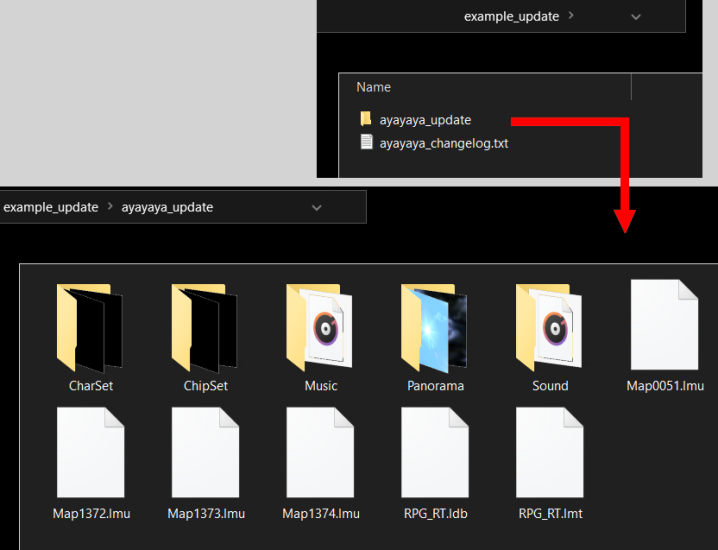 example_update >
Name
ayayaya_update
ayayaya_changelog.txt
example_update > ayayaya_update
CharSet
ChipSet
Music
Panorama
Sound
Map0051.lmu
Map1372.lmu
Map1373.lmu
Map1374.lmu
RPG_RT.ldb
RPG_RT.lmt